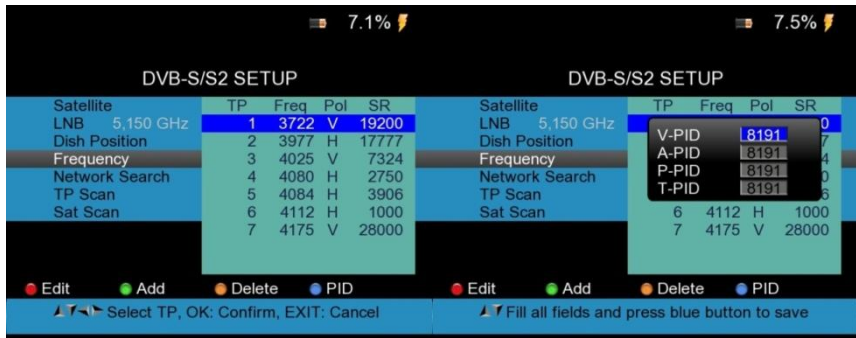 7.1%
DVB-S/S2 SETUP
Satellite TP Freq Pol SR
LNB 5,150 GHz 1 3722 V 19200
Dish Position 2 3977 H 17777
Frequency 3 4025 V 7324
Network Search 4 4080 H 2750
TP Scan 5 4084 H 3906
Sat Scan 6 4112 H 1000
7 4175 V 28000
Edit Add Delete PID
Select TP, OK: Confirm, EXIT: Cancel
7.5%
DVB-S/S2 SETUP
Satellite TP Freq Pol SR
LNB 5,150 GHz 0
Dish Position V-PID 8191 7
Frequency A-PID 8191 4
Network Search P-PID 8191 0
TP Scan T-PID 8191 6
Sat Scan 6 4112 H 1000
7 4175 V 28000
Edit Add Delete PID
Fill all fields and press blue button to save